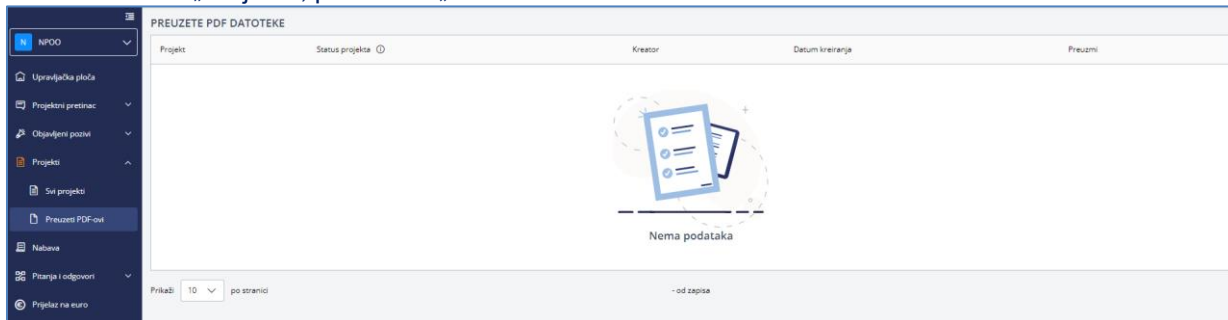 PREUZETE PDF DATOTEKE
N NPOO
Projekt Status projekta Kreator Datum kreiranja Preuzmi
Upravljačka ploča
Projektni pretinac
Objavljeni pozivi
Projekti
Svi projekti
Preuzeti PDF-ovi
Nema podataka
Nabava
Pitanja i odgovori
Prikaži 10 po stranici - od zapisa
Prijelaz na euro